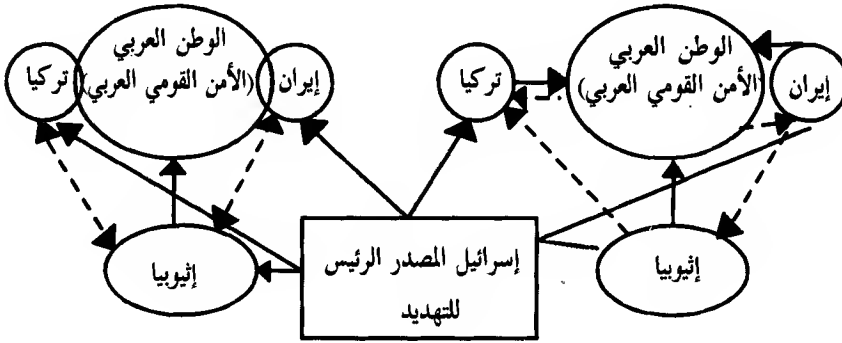 الوطن العربي
(الأمن القومي العربي)
إيران
تركيا
إثيوبيا
الوطن العربي
(الأمن القومي العربي)
إيران
تركيا
إثيوبيا
إسرائيل المصدر الرئيس
للتهديد